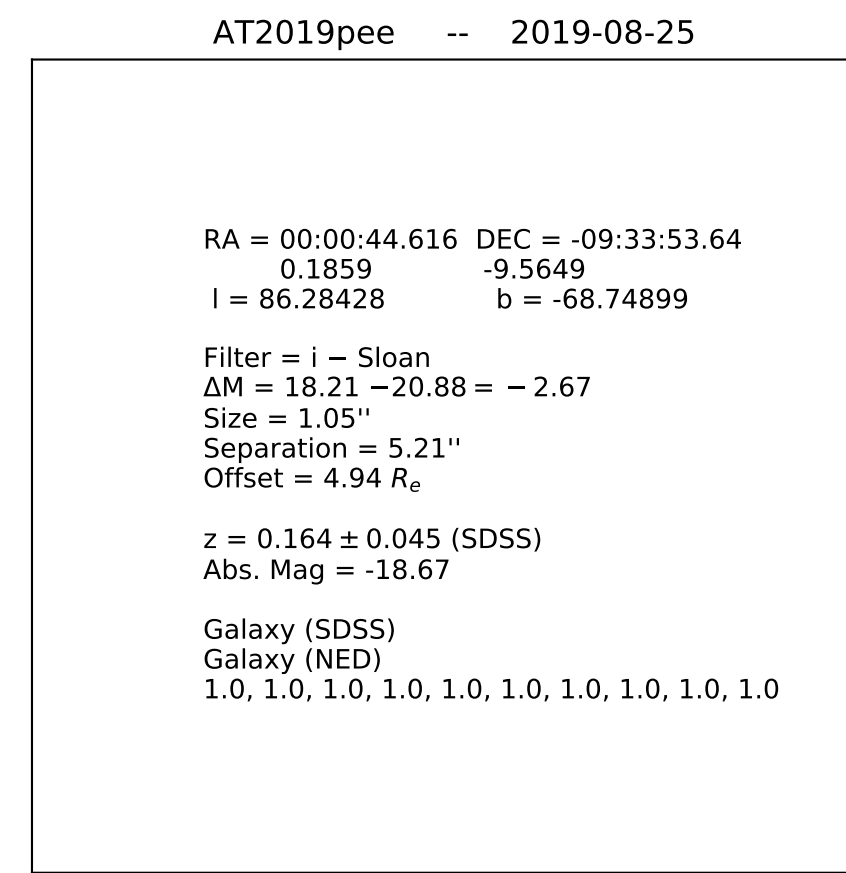 AT2019pee -- 2019-08-25
RA = 00:00:44.616 DEC = -09:33:53.64
0.1859 -9.5649
l = 86.28428 b = -68.74899
Filter = i − Sloan
ΔM = 18.21 −20.88 = − 2.67
Size = 1.05''
Separation = 5.21''
Offset = 4.94 Rₑ
z = 0.164 ± 0.045 (SDSS)
Abs. Mag = -18.67
Galaxy (SDSS)
Galaxy (NED)
1.0, 1.0, 1.0, 1.0, 1.0, 1.0, 1.0, 1.0, 1.0, 1.0